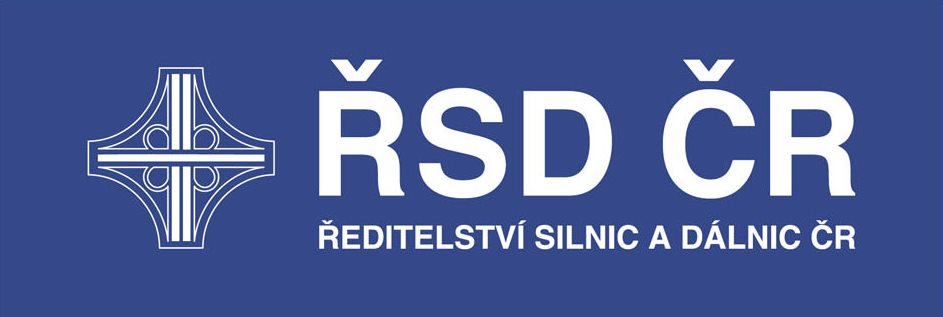 ŘSD ČR
ŘEDITELSTVÍ SILNIC A DÁLNIC ČR